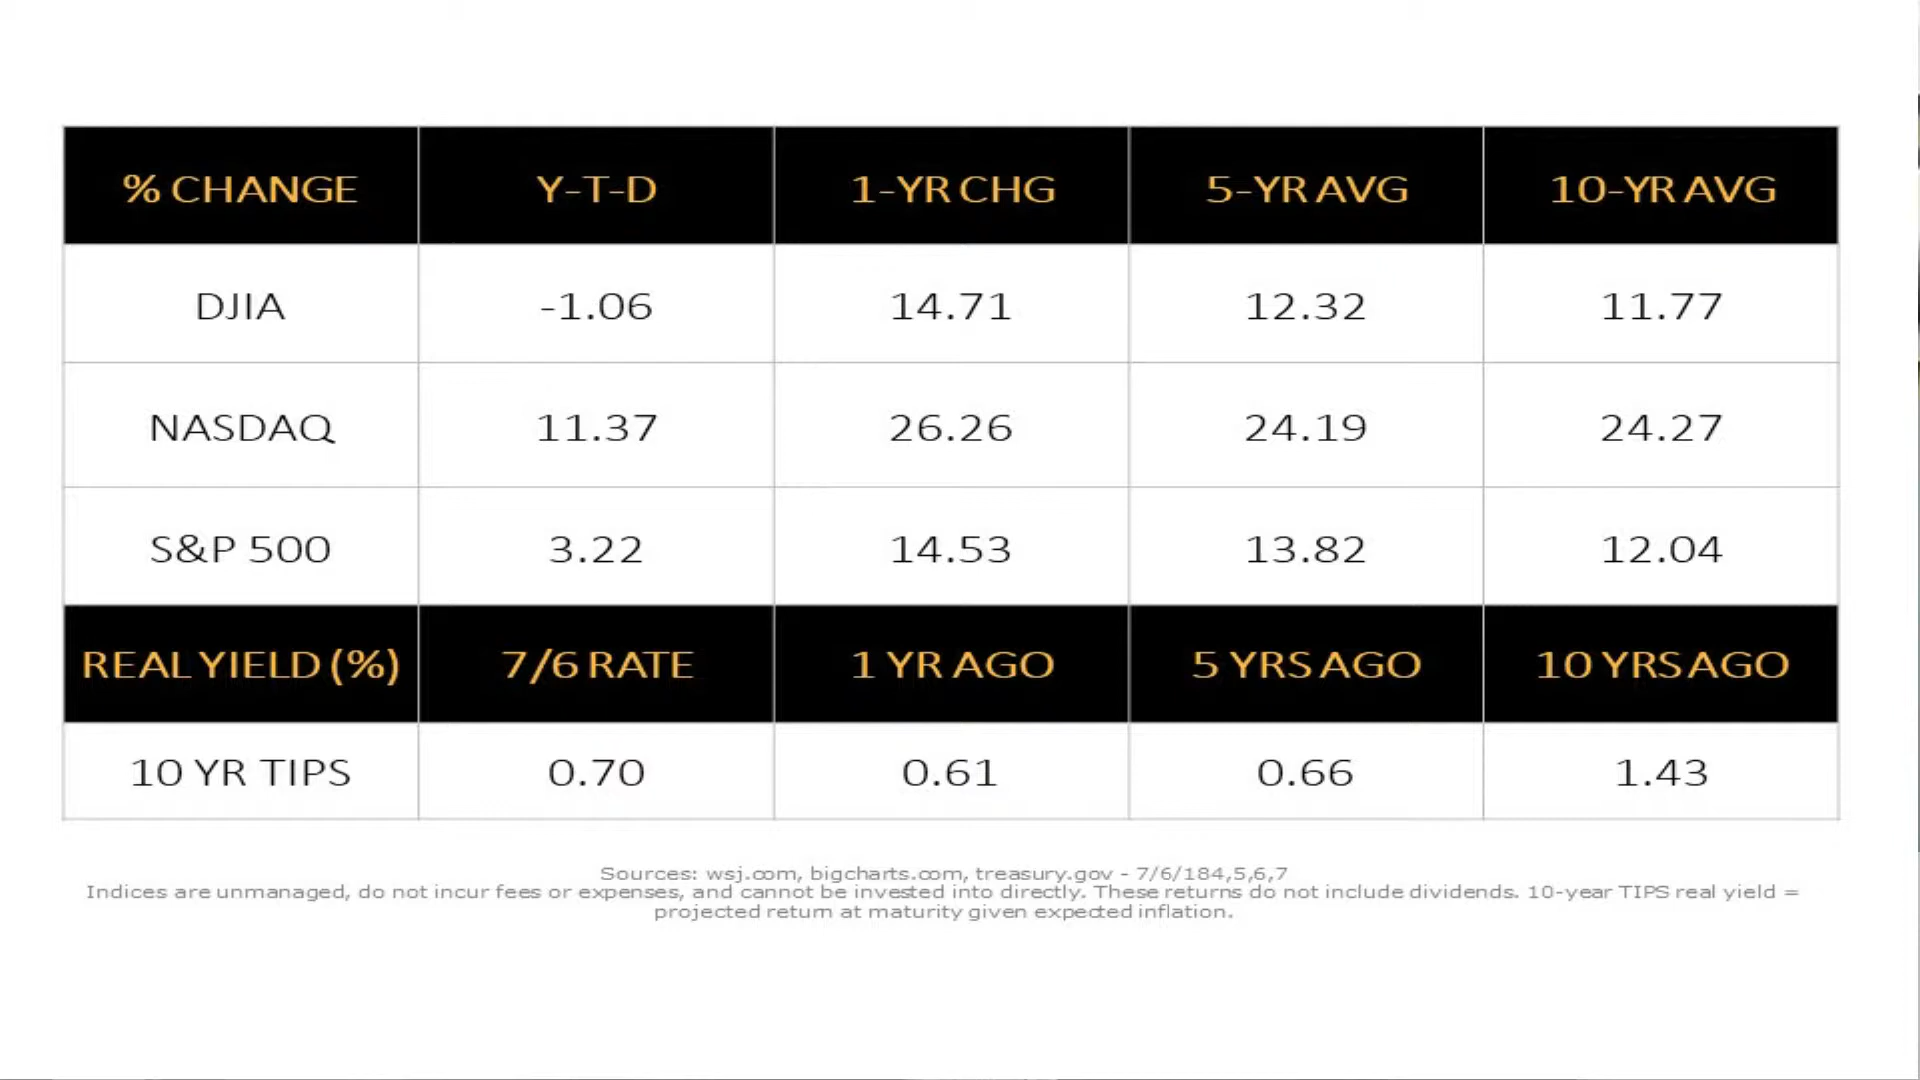 % CHANGE Y-T-D 1-YR CHG 5-YR AVG 10-YR AVG
DJIA -1.06 14.71 12.32 11.77
NASDAQ 11.37 26.26 24.19 24.27
S&P 500 3.22 14.53 13.82 12.04
REAL YIELD (%) 7/6 RATE 1 YR AGO 5 YRS AGO 10 YRS AGO
10 YR TIPS 0.70 0.61 0.66 1.43
Sources: wsj.com, bigcharts.com, treasury.gov - 7/6/184,5,6,7
Indices are unmanaged, do not incur fees or expenses, and cannot be invested into directly. These returns do not include dividends. 10-year TIPS real yield =
projected return at maturity given expected inflation.